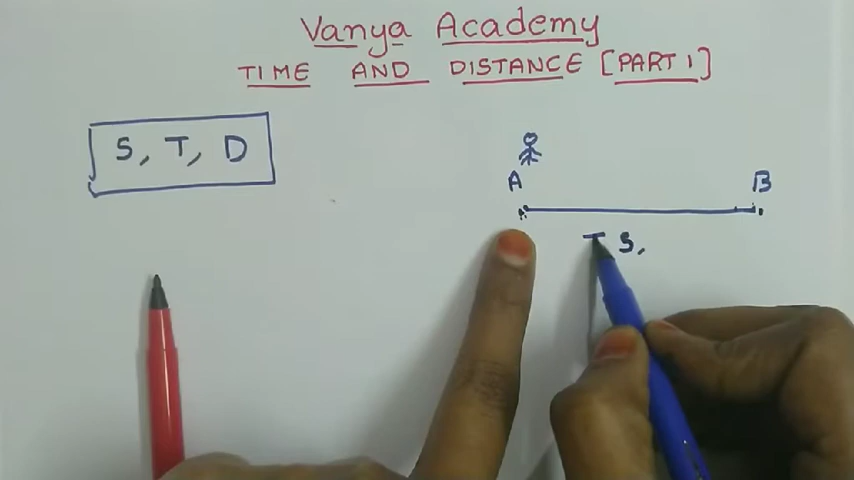 Vanya Academy
TIME AND DISTANCE [PART 1]
S, T, D
A B
T S,